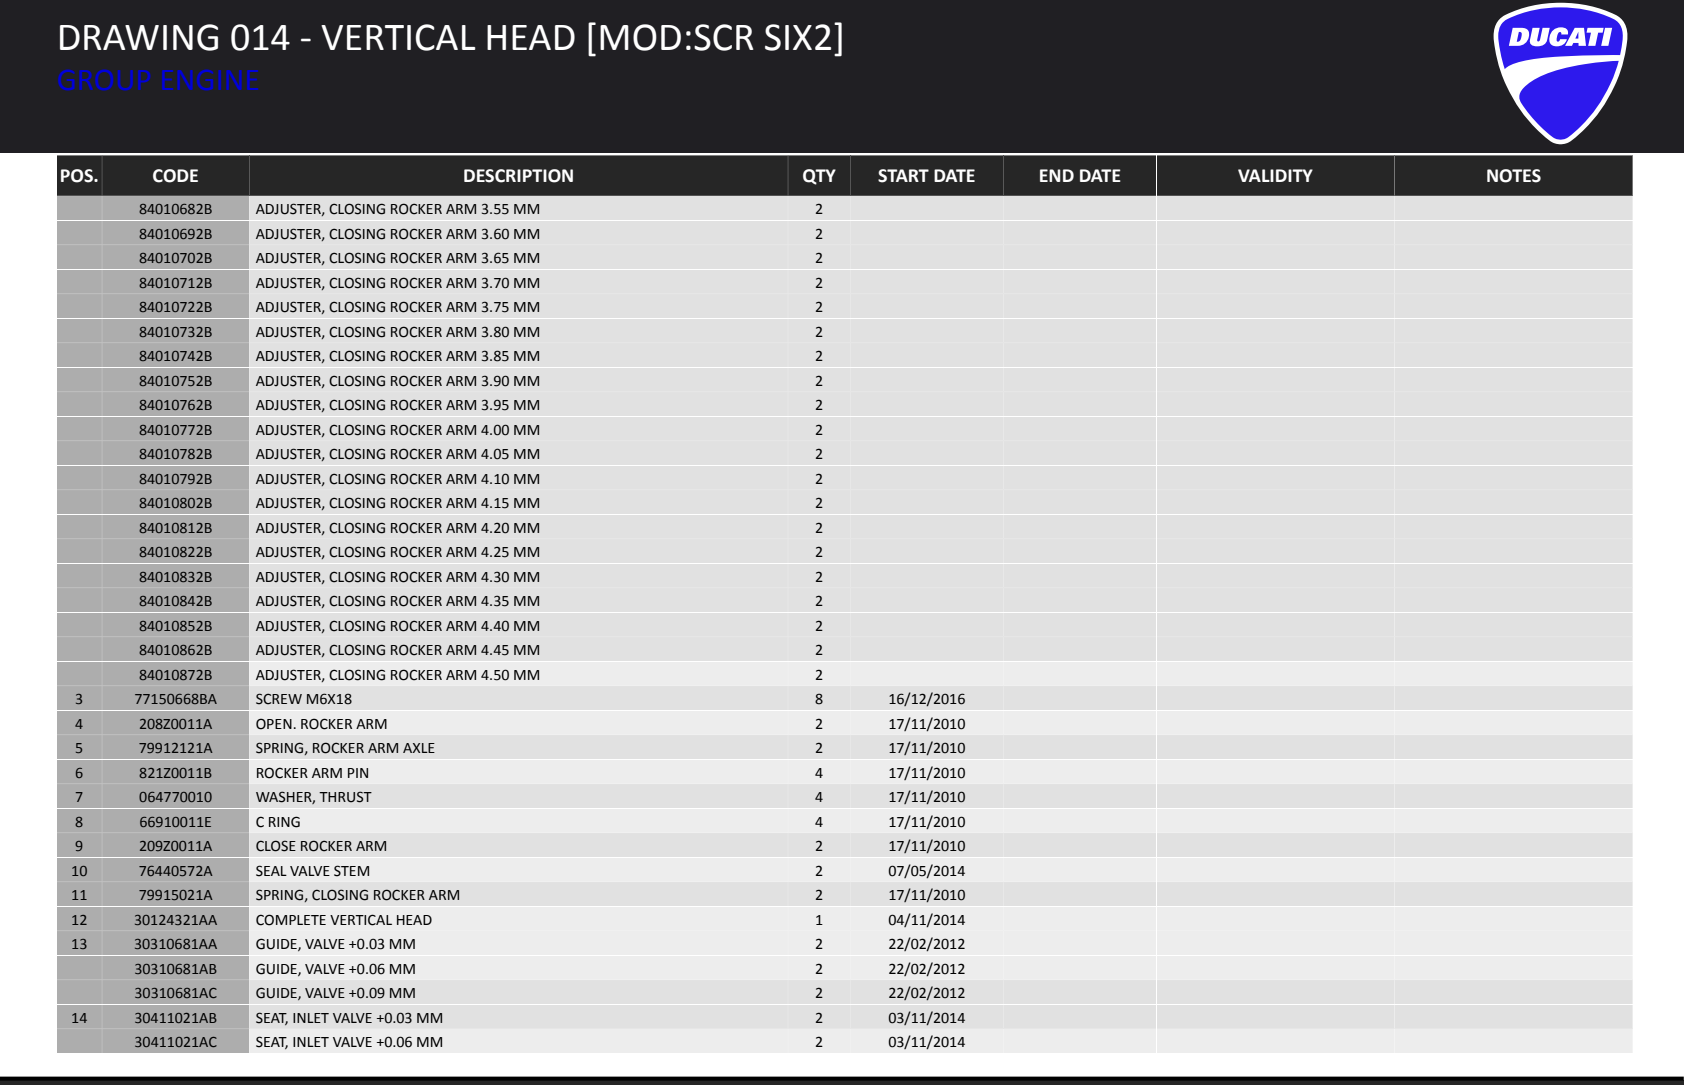 DRAWING 014 - VERTICAL HEAD [MOD:SCR SIX2]
GROUP ENGINE
DUCATI
POS. CODE DESCRIPTION QTY START DATE END DATE VALIDITY NOTES
84010682B ADJUSTER, CLOSING ROCKER ARM 3.55 MM 2
84010692B ADJUSTER, CLOSING ROCKER ARM 3.60 MM 2
84010702B ADJUSTER, CLOSING ROCKER ARM 3.65 MM 2
84010712B ADJUSTER, CLOSING ROCKER ARM 3.70 MM 2
84010722B ADJUSTER, CLOSING ROCKER ARM 3.75 MM 2
84010732B ADJUSTER, CLOSING ROCKER ARM 3.80 MM 2
84010742B ADJUSTER, CLOSING ROCKER ARM 3.85 MM 2
84010752B ADJUSTER, CLOSING ROCKER ARM 3.90 MM 2
84010762B ADJUSTER, CLOSING ROCKER ARM 3.95 MM 2
84010772B ADJUSTER, CLOSING ROCKER ARM 4.00 MM 2
84010782B ADJUSTER, CLOSING ROCKER ARM 4.05 MM 2
84010792B ADJUSTER, CLOSING ROCKER ARM 4.10 MM 2
84010802B ADJUSTER, CLOSING ROCKER ARM 4.15 MM 2
84010812B ADJUSTER, CLOSING ROCKER ARM 4.20 MM 2
84010822B ADJUSTER, CLOSING ROCKER ARM 4.25 MM 2
84010832B ADJUSTER, CLOSING ROCKER ARM 4.30 MM 2
84010842B ADJUSTER, CLOSING ROCKER ARM 4.35 MM 2
84010852B ADJUSTER, CLOSING ROCKER ARM 4.40 MM 2
84010862B ADJUSTER, CLOSING ROCKER ARM 4.45 MM 2
84010872B ADJUSTER, CLOSING ROCKER ARM 4.50 MM 2
3 77150668BA SCREW M6X18 8 16/12/2016
4 208Z0011A OPEN. ROCKER ARM 2 17/11/2010
5 79912121A SPRING, ROCKER ARM AXLE 2 17/11/2010
6 821Z0011B ROCKER ARM PIN 4 17/11/2010
7 064770010 WASHER, THRUST 4 17/11/2010
8 66910011E C RING 4 17/11/2010
9 209Z0011A CLOSE ROCKER ARM 2 17/11/2010
10 76440572A SEAL VALVE STEM 2 07/05/2014
11 79915021A SPRING, CLOSING ROCKER ARM 2 17/11/2010
12 30124321AA COMPLETE VERTICAL HEAD 1 04/11/2014
13 30310681AA GUIDE, VALVE +0.03 MM 2 22/02/2012
30310681AB GUIDE, VALVE +0.06 MM 2 22/02/2012
30310681AC GUIDE, VALVE +0.09 MM 2 22/02/2012
14 30411021AB SEAT, INLET VALVE +0.03 MM 2 03/11/2014
30411021AC SEAT, INLET VALVE +0.06 MM 2 03/11/2014